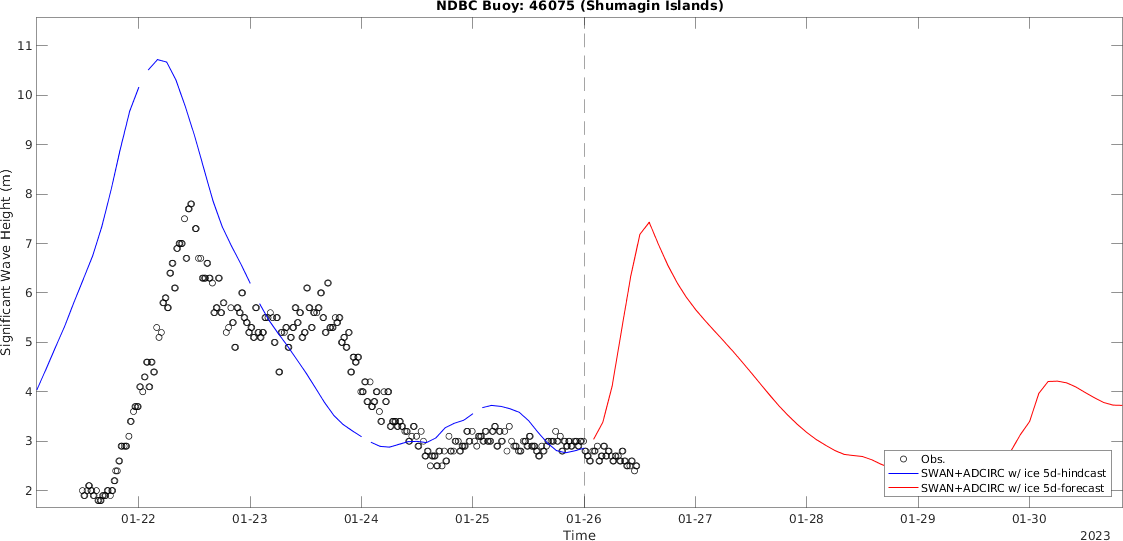 NDBC Buoy: 46075 (Shumagin Islands)
Significant Wave Height (m)
11
10
9
8
7
6
5
4
3
2
Obs.
SWAN+ADCIRC w/ ice 5d-hindcast
SWAN+ADCIRC w/ ice 5d-forecast
01-22 01-23 01-24 01-25 01-26 01-27 01-28 01-29 01-30
Time
2023